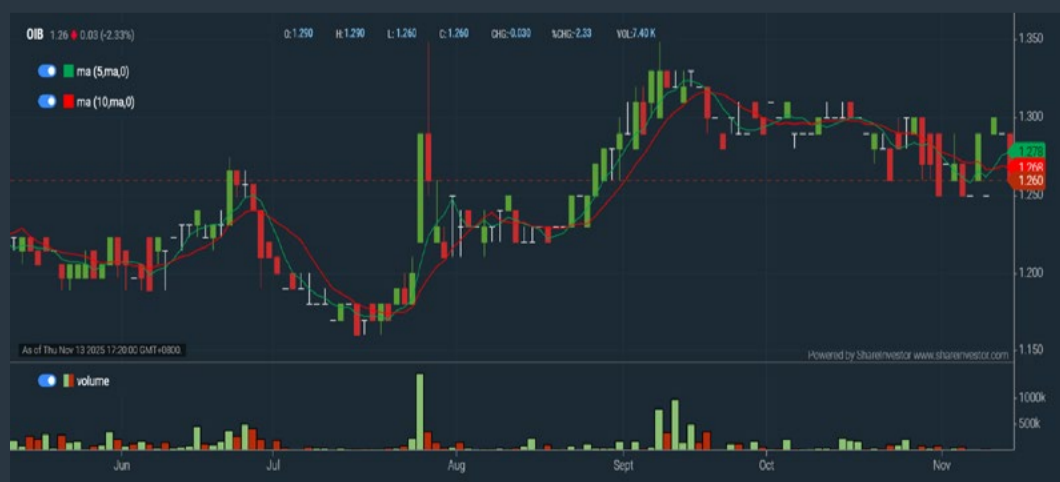 OIB 1.26 0.03 (-2.33%) O:1.290 H:1.290 L:1.260 C:1.260 CHG:-0.030 %CHG:-2.33 VOL:7.40 K
ma (5,ma,0)
ma (10,ma,0)
1.350
1.300
1.278
1.268
1.260
1.250
1.200
1.150
As of Thu Nov 13 2025 17:20:00 GMT+0800
Powered by ShareInvestor www.shareinvestor.com
volume
1000k
500k
Jun Jul Aug Sept Oct Nov